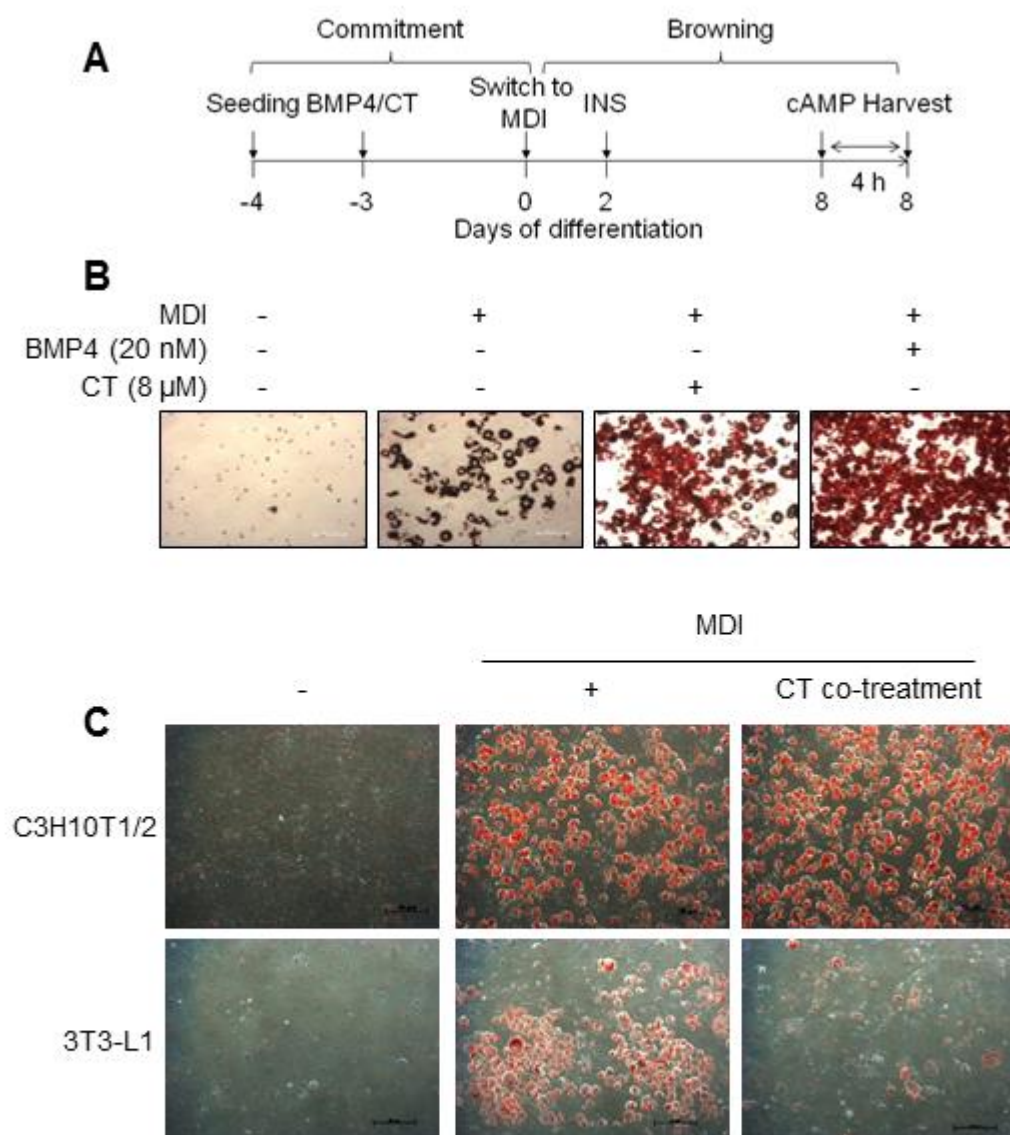 A
Commitment Browning
Seeding BMP4/CT Switch to MDI INS cAMP Harvest
4 h
-4 -3 0 2 8 8
Days of differentiation
B
MDI - + + +
BMP4 (20 nM) - - - +
CT (8 µM) - - + -
MDI
- + CT co-treatment
C
C3H10T1/2
3T3-L1